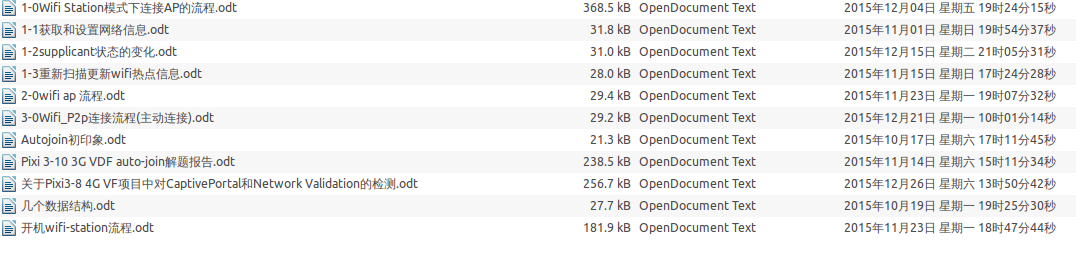 1-0Wifi Station模式下连接AP的流程.odt 368.5 kB OpenDocument Text 2015年12月04日 星期五 19时24分15秒
1-1获取和设置网络信息.odt 31.8 kB OpenDocument Text 2015年11月01日 星期日 19时54分37秒
1-2supplicant状态的变化.odt 31.0 kB OpenDocument Text 2015年12月15日 星期二 21时05分31秒
1-3重新扫描更新wifi热点信息.odt 28.0 kB OpenDocument Text 2015年11月15日 星期日 17时24分28秒
2-0wifi ap 流程.odt 29.4 kB OpenDocument Text 2015年11月23日 星期一 19时07分32秒
3-0Wifi_P2p连接流程(主动连接).odt 29.2 kB OpenDocument Text 2015年12月21日 星期一 10时01分14秒
Autojoin初印象.odt 21.3 kB OpenDocument Text 2015年10月17日 星期六 17时11分45秒
Pixi 3-10 3G VDF auto-join解题报告.odt 238.5 kB OpenDocument Text 2015年11月14日 星期六 15时11分34秒
关于Pixi3-8 4G VF项目中对CaptivePortal和Network Validation的检测.odt 256.7 kB OpenDocument Text 2015年12月26日 星期六 13时50分42秒
几个数据结构.odt 27.7 kB OpenDocument Text 2015年10月19日 星期一 19时25分30秒
开机wifi-station流程.odt 181.9 kB OpenDocument Text 2015年11月23日 星期一 18时47分44秒